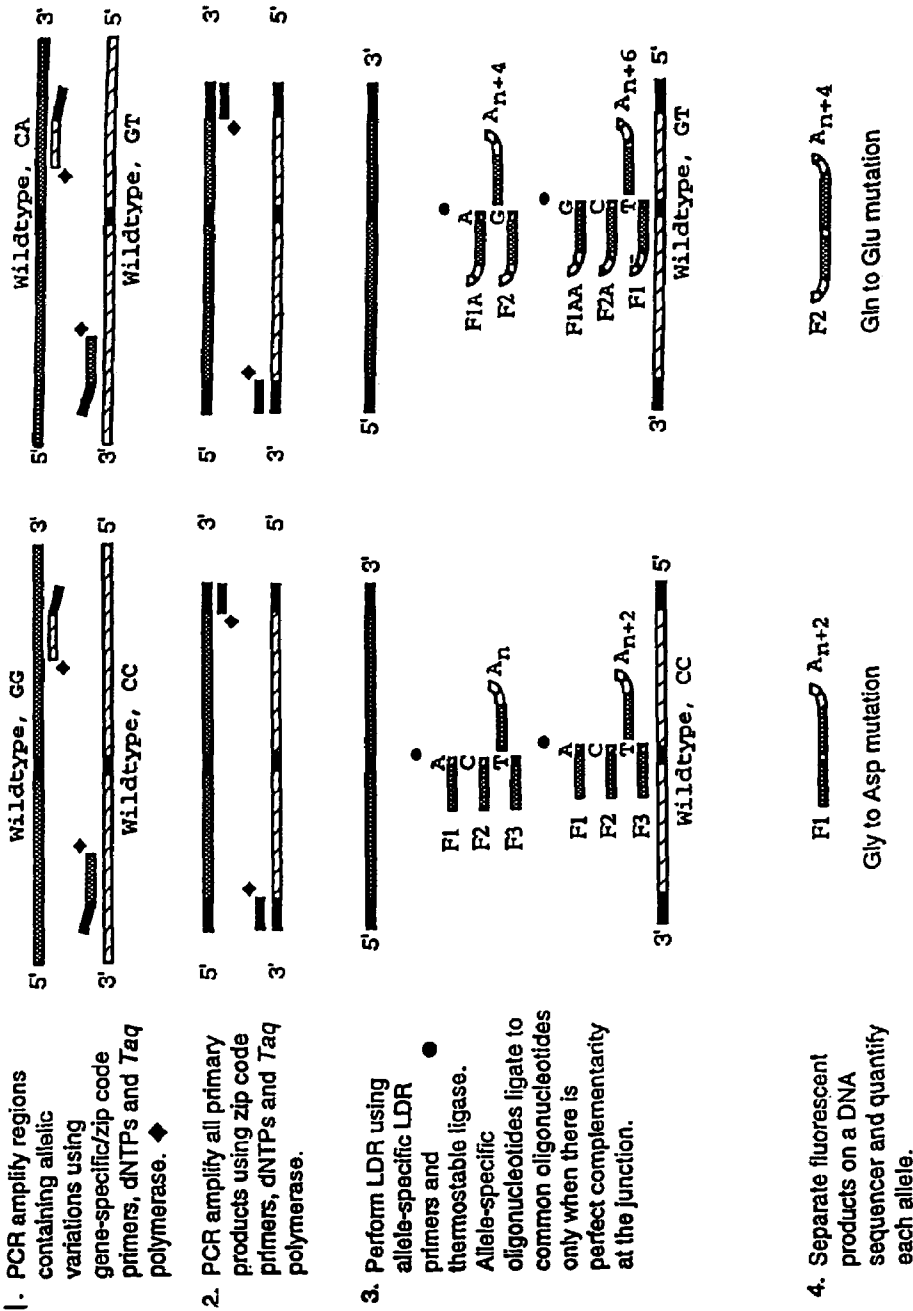 1. PCR amplify regions
containing allelic
variations using
gene-specific/zip code
primers, dNTPs and Taq
polymerase. ◆
Wildtype, GG
5' 3'
3' 5'
Wildtype, CC
Wildtype, CA
5' 3'
3' 5'
Wildtype, GT
2. PCR amplify all primary
products using zip code
primers, dNTPs and Taq
polymerase.
5' 3'
3' 5'
5' 3'
3' 5'
3. Perform LDR using
allele-specific LDR
primers and ●
thermostable ligase.
Allele-specific
oligonucleotides ligate to
common oligonucleotides
only when there is
perfect complementarity
at the junction.
5' 3'
F1 A
F2 C
F3 T An
F1 A
F2 C
F3 T An+2
3' 5'
Wildtype, CC
5' 3'
F1A A
F2 G An+4
F1AA G
F2A C
F1 T An+6
3' 5'
Wildtype, GT
4. Separate fluorescent
products on a DNA
sequencer and quantify
each allele.
F1 An+2
Gly to Asp mutation
F2 An+4
Gln to Glu mutation